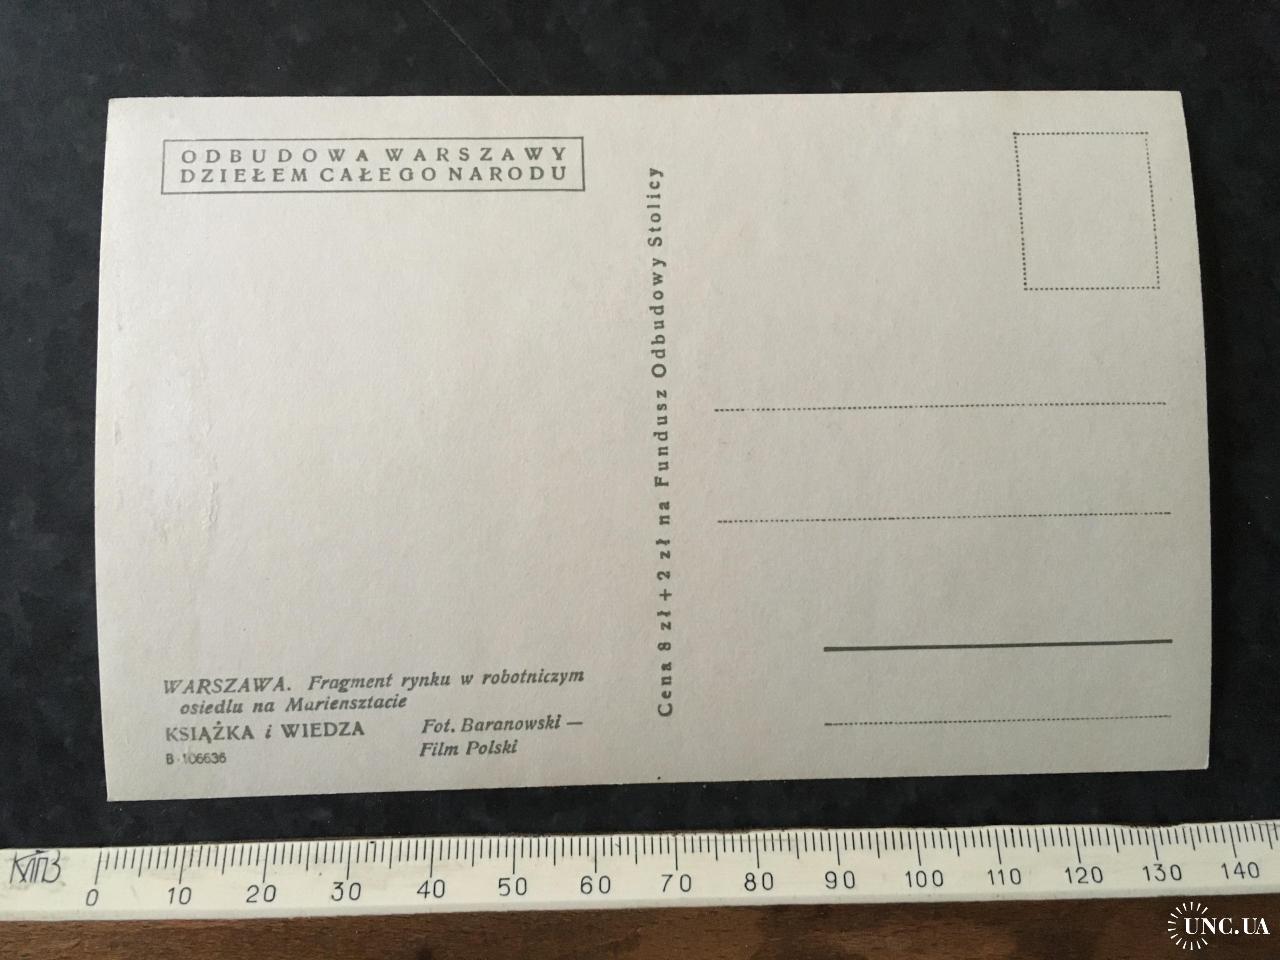 ODBUDOWA WARSZAWY
DZIEŁEM CAŁEGO NARODU
Cena 8 zł + 2 zł na Fundusz Odbudowy Stolicy
WARSZAWA. Fragment rynku w robotniczym
osiedlu na Mariensztacie
KSIĄŻKA i WIEDZA
Fot. Baranowski —
Film Polski
B-106636
0 10 20 30 40 50 60 70 80 90 100 110 120 130 140
UNC.UA